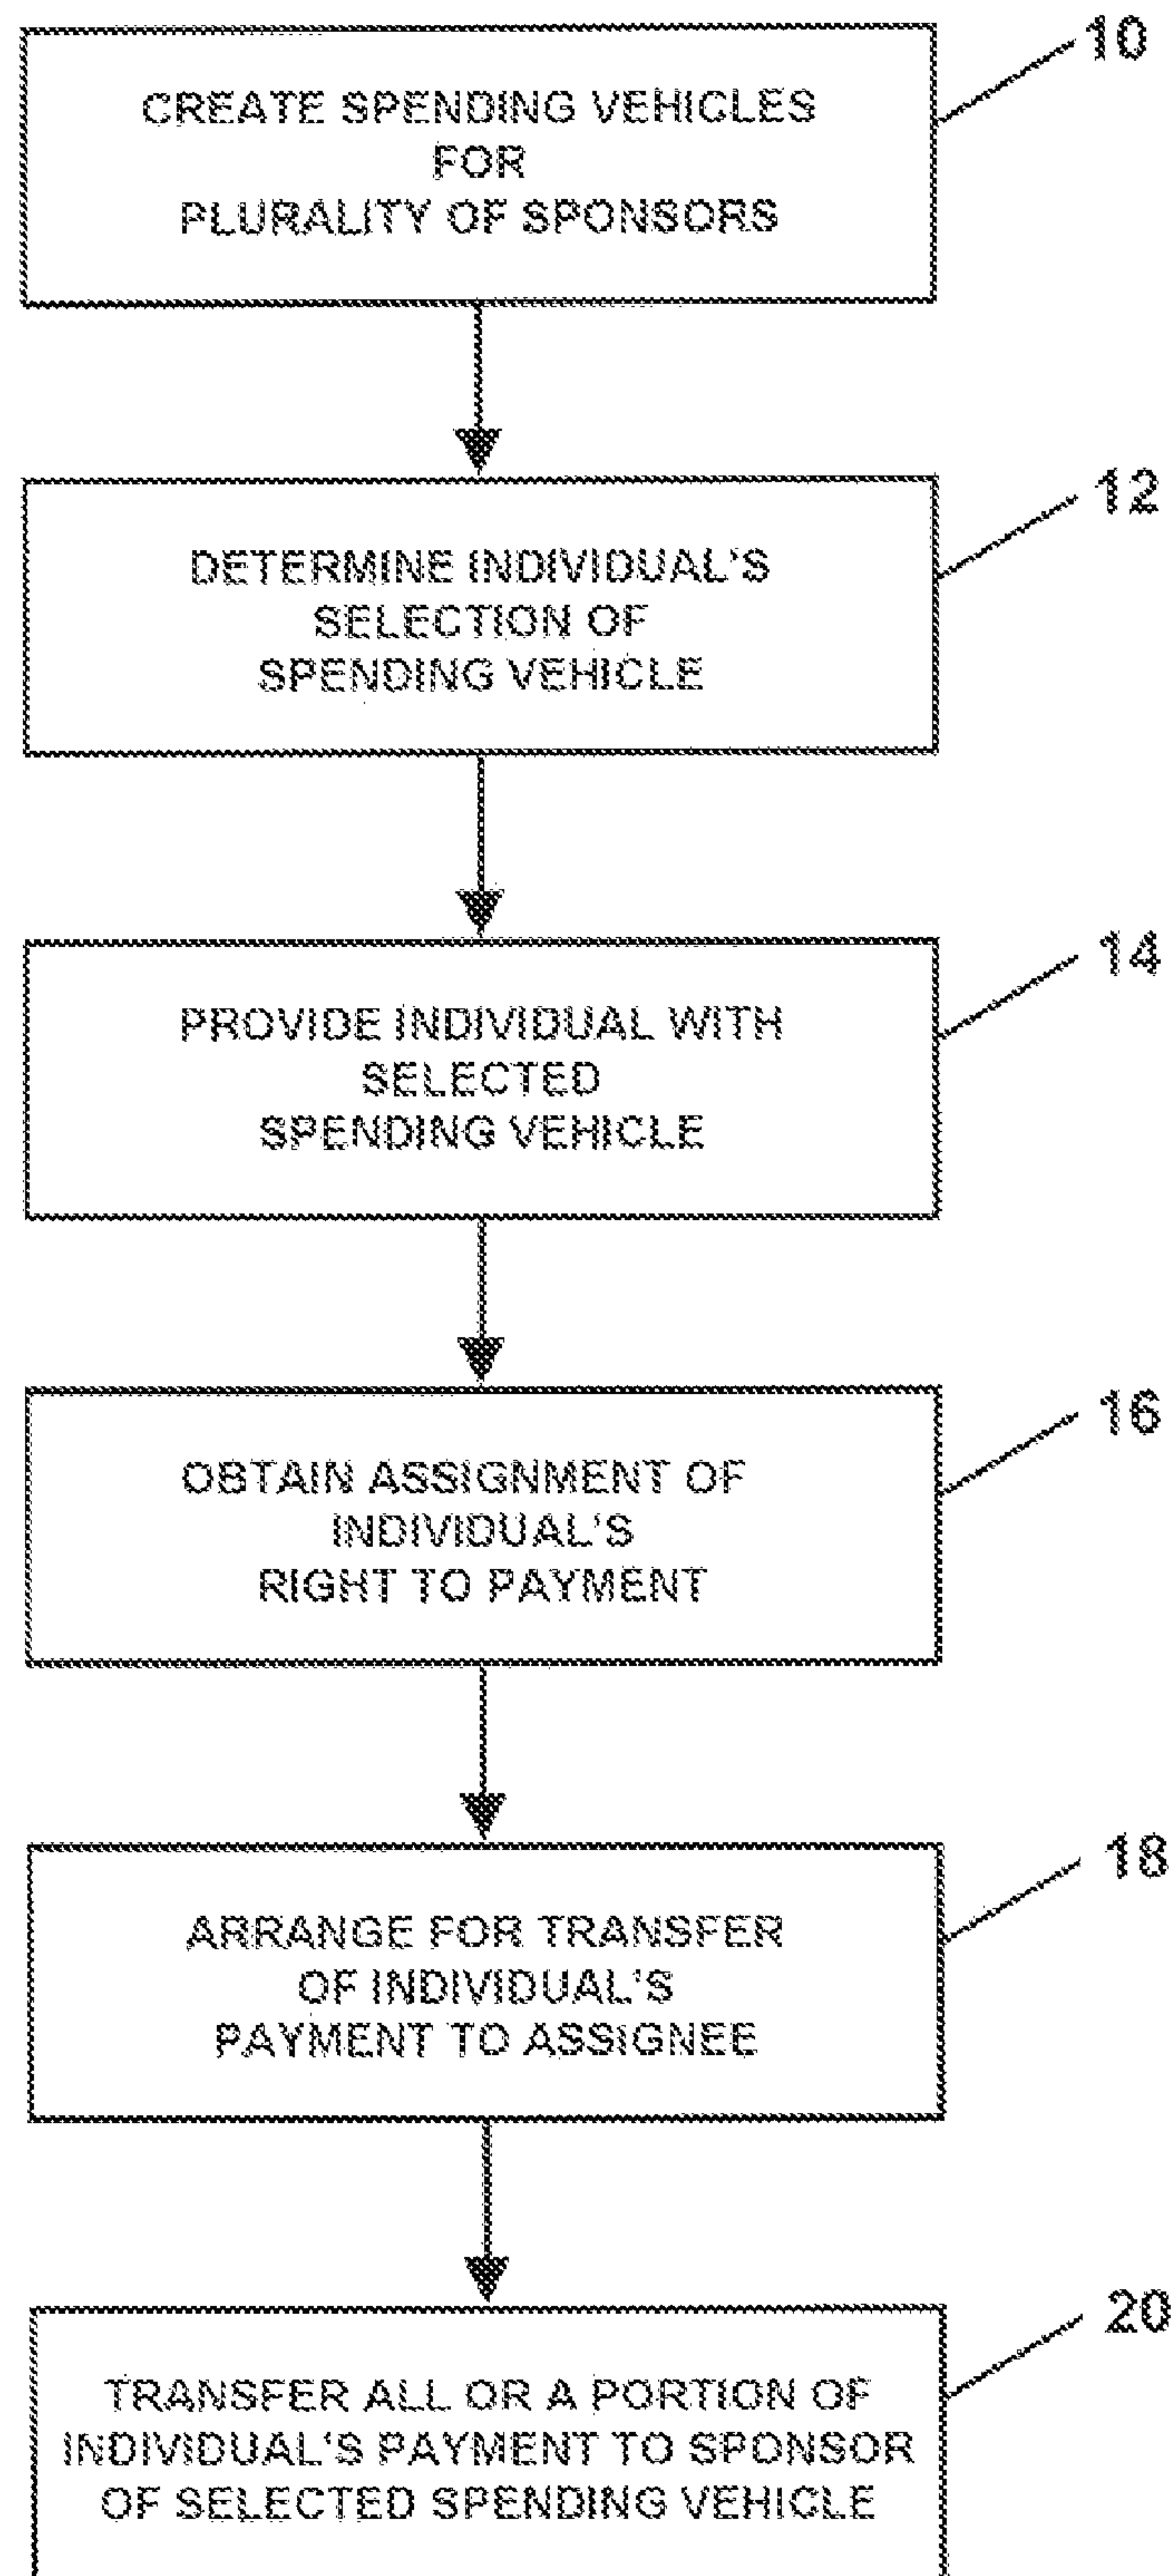 10
CREATE SPENDING VEHICLES
FOR
PLURALITY OF SPONSORS
12
DETERMINE INDIVIDUAL'S
SELECTION OF
SPENDING VEHICLE
14
PROVIDE INDIVIDUAL WITH
SELECTED
SPENDING VEHICLE
16
OBTAIN ASSIGNMENT OF
INDIVIDUAL'S
RIGHT TO PAYMENT
18
ARRANGE FOR TRANSFER
OF INDIVIDUAL'S
PAYMENT TO ASSIGNEE
20
TRANSFER ALL OR A PORTION OF
INDIVIDUAL'S PAYMENT TO SPONSOR
OF SELECTED SPENDING VEHICLE